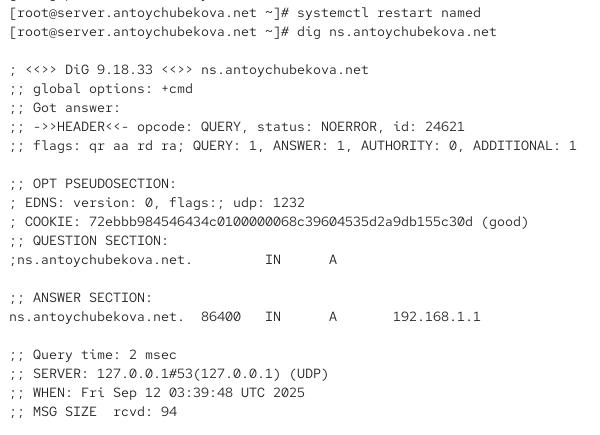 [root@server.antoychubekova.net ~]# systemctl restart named
[root@server.antoychubekova.net ~]# dig ns.antoychubekova.net

; <<>> DiG 9.18.33 <<>> ns.antoychubekova.net
;; global options: +cmd
;; Got answer:
;; ->>HEADER<<- opcode: QUERY, status: NOERROR, id: 24621
;; flags: qr aa rd ra; QUERY: 1, ANSWER: 1, AUTHORITY: 0, ADDITIONAL: 1

;; OPT PSEUDOSECTION:
; EDNS: version: 0, flags:; udp: 1232
; COOKIE: 72ebbb984546434c0100000068c39604535d2a9db155c30d (good)
;; QUESTION SECTION:
;ns.antoychubekova.net.         IN      A

;; ANSWER SECTION:
ns.antoychubekova.net.  86400   IN      A       192.168.1.1

;; Query time: 2 msec
;; SERVER: 127.0.0.1#53(127.0.0.1) (UDP)
;; WHEN: Fri Sep 12 03:39:48 UTC 2025
;; MSG SIZE  rcvd: 94